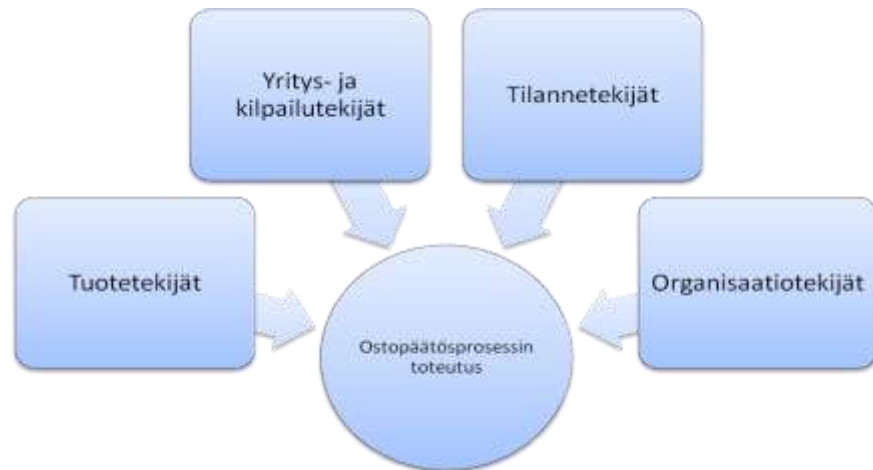 Yritys- ja
kilpailutekijät
Tilannetekijät
Tuotetekijät
Organisaatiotekijät
Ostopäätösprosessin
toteutus